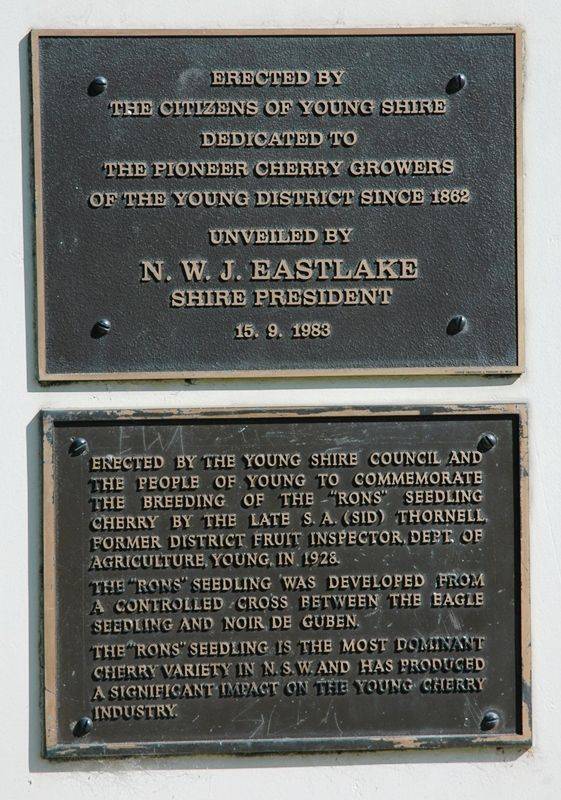 ERECTED BY
THE CITIZENS OF YOUNG SHIRE
DEDICATED TO
THE PIONEER CHERRY GROWERS
OF THE YOUNG DISTRICT SINCE 1862
UNVEILED BY
N. W. J. EASTLAKE
SHIRE PRESIDENT
15. 9. 1983
ERECTED BY THE YOUNG SHIRE COUNCIL AND
THE PEOPLE OF YOUNG TO COMMEMORATE
THE BREEDING OF THE "RONS" SEEDLING
CHERRY BY THE LATE S. A. (SID) THORNELL,
FORMER DISTRICT FRUIT INSPECTOR, DEPT. OF
AGRICULTURE, YOUNG, IN 1928.
THE "RONS" SEEDLING WAS DEVELOPED FROM
A CONTROLLED CROSS BETWEEN THE EAGLE
SEEDLING AND NOIR DE GUBEN.
THE "RONS" SEEDLING IS THE MOST DOMINANT
CHERRY VARIETY IN N.S.W. AND HAS PRODUCED
A SIGNIFICANT IMPACT ON THE YOUNG CHERRY
INDUSTRY.